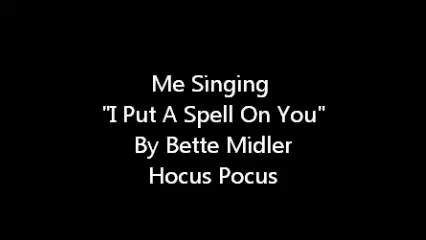 Me Singing
"I Put A Spell On You"
By Bette Midler
Hocus Pocus